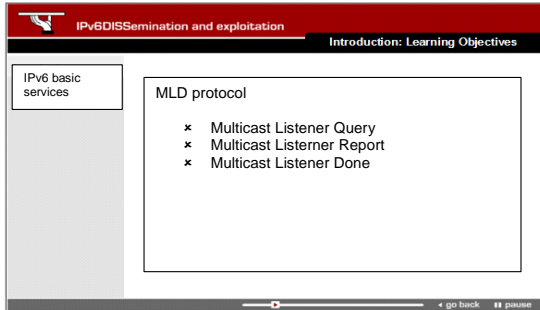 IPv6DISSemination and exploitation
Introduction: Learning Objectives
IPv6 basic
services
MLD protocol
Multicast Listener Query
Multicast Listerner Report
Multicast Listener Done
go back pause